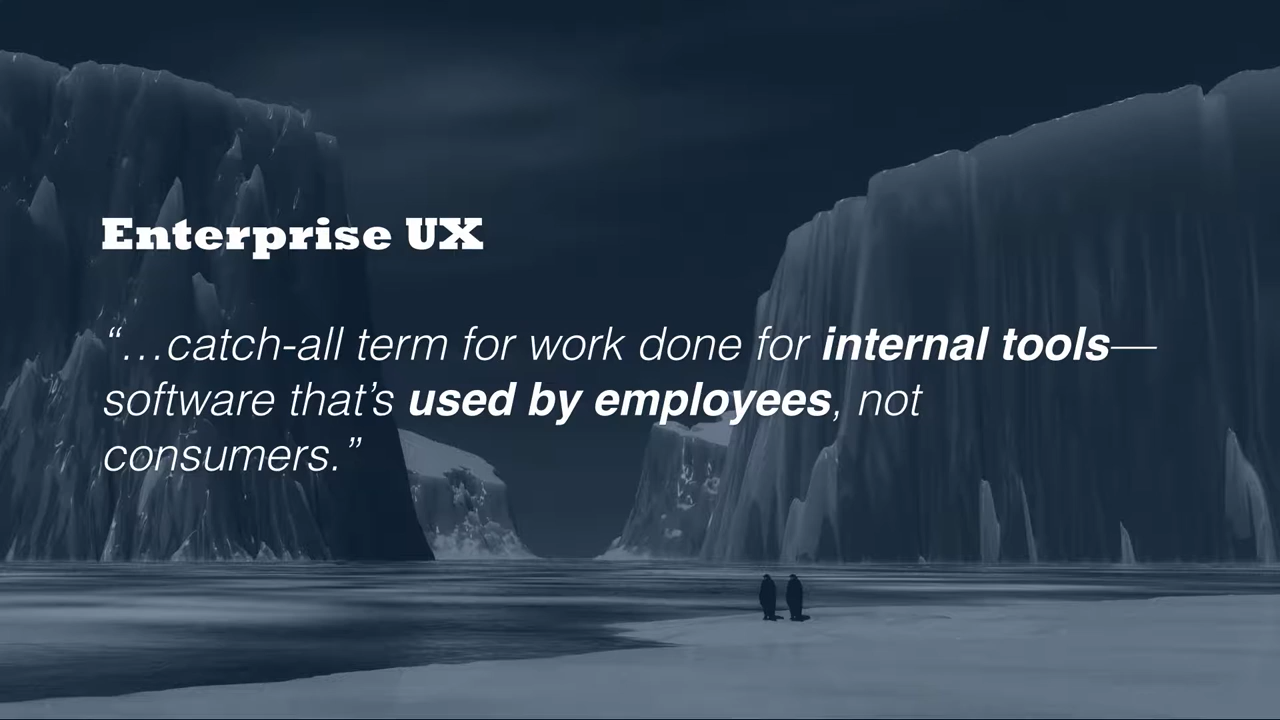 Enterprise UX
“…catch-all term for work done for internal tools—
software that’s used by employees, not
consumers.”